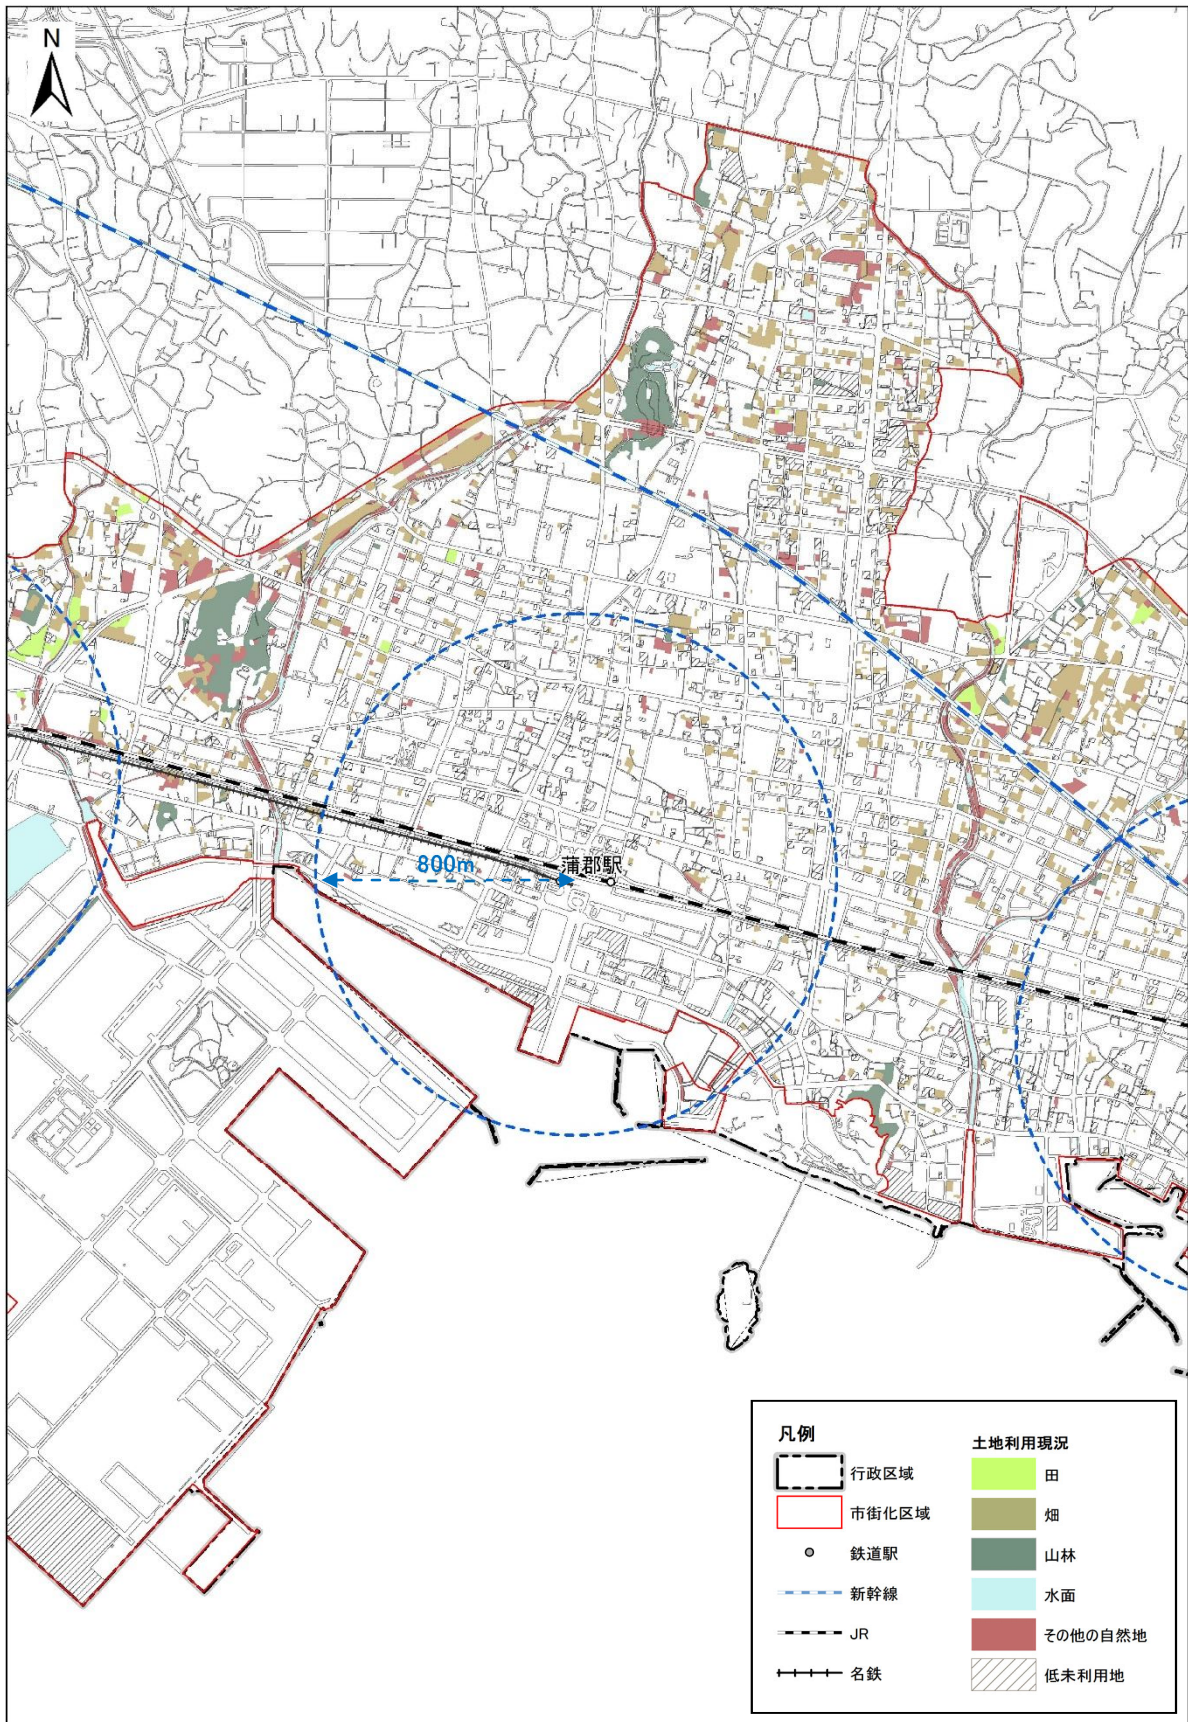 N
800m
蒲郡駅
凡例
行政区域
市街化区域
鉄道駅
新幹線
JR
名鉄
土地利用現況
田
畑
山林
水面
その他の自然地
低未利用地